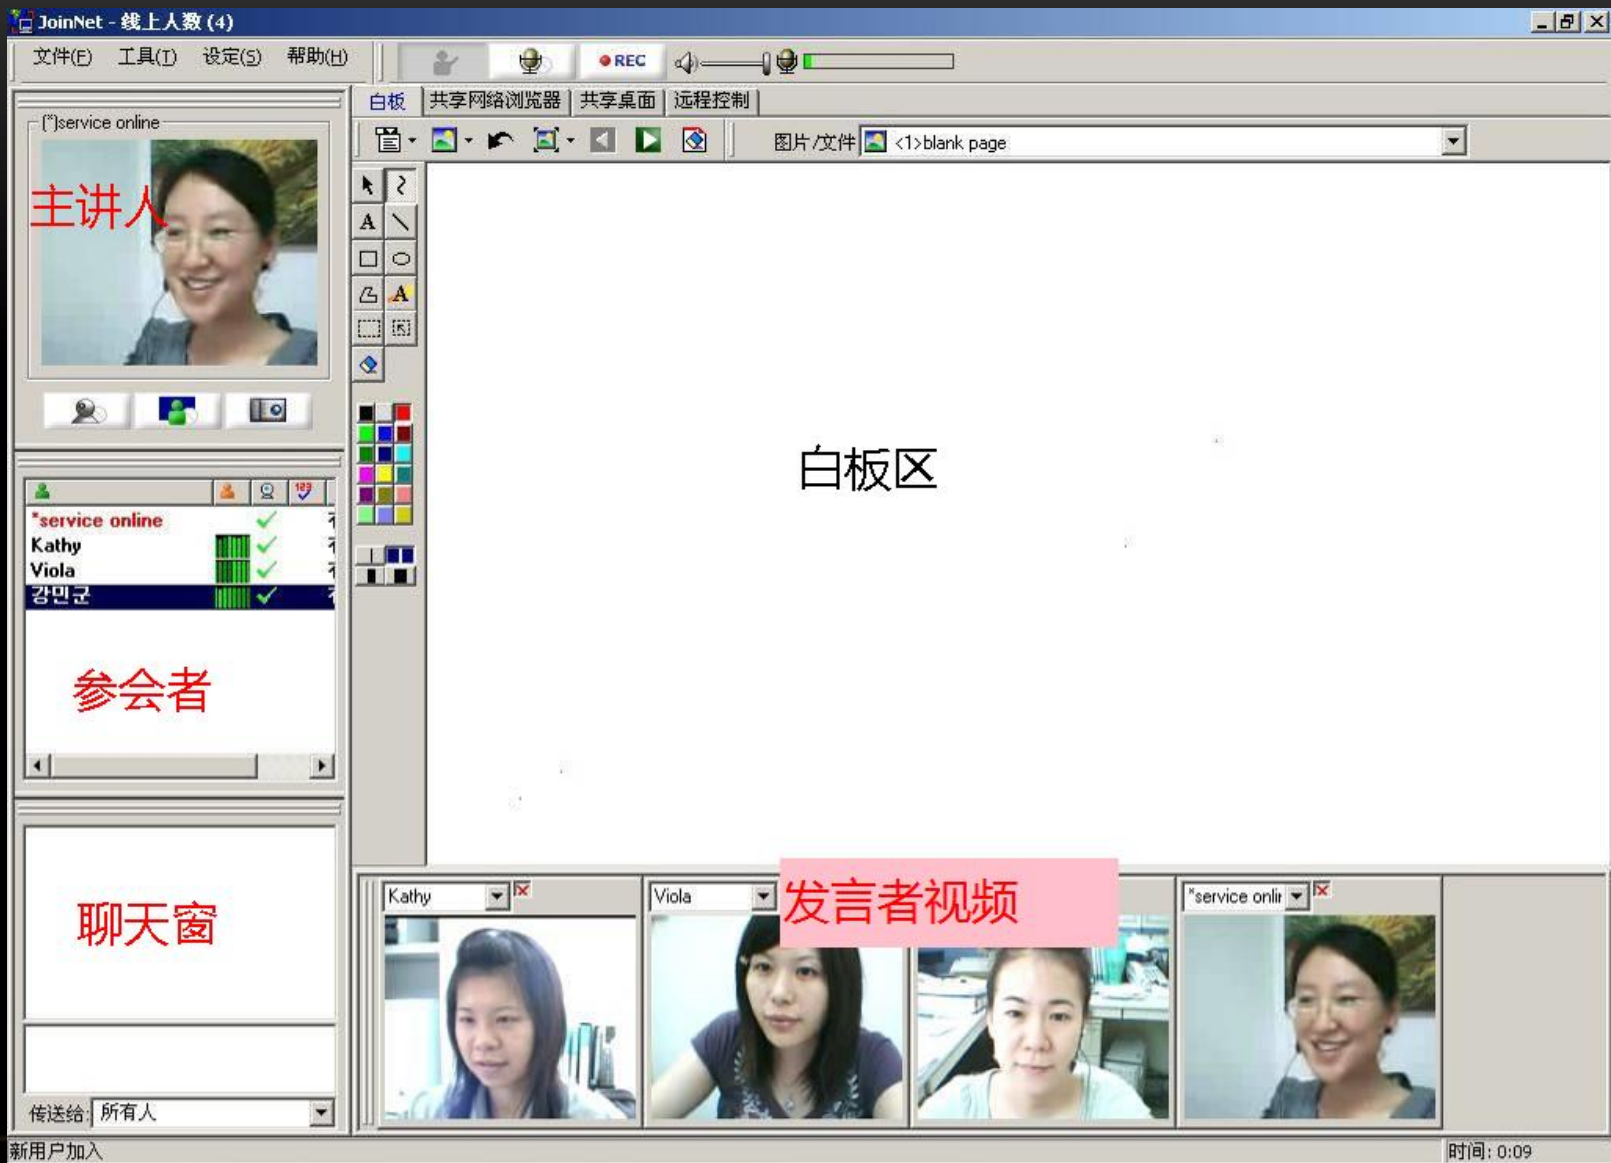 JoinNet - 线上人数 (4)
文件(F) 工具(T) 设定(S) 帮助(H)
REC
白板 共享网络浏览器 共享桌面 远程控制
(*)service online
主讲人
图片/文件 <1>blank page
A
A
白板区
123
*service online
Kathy
Viola
강민군
参会者
聊天窗
传送给: 所有人
发言者视频
Kathy
Viola
*service onlir
新用户加入
时间: 0:09